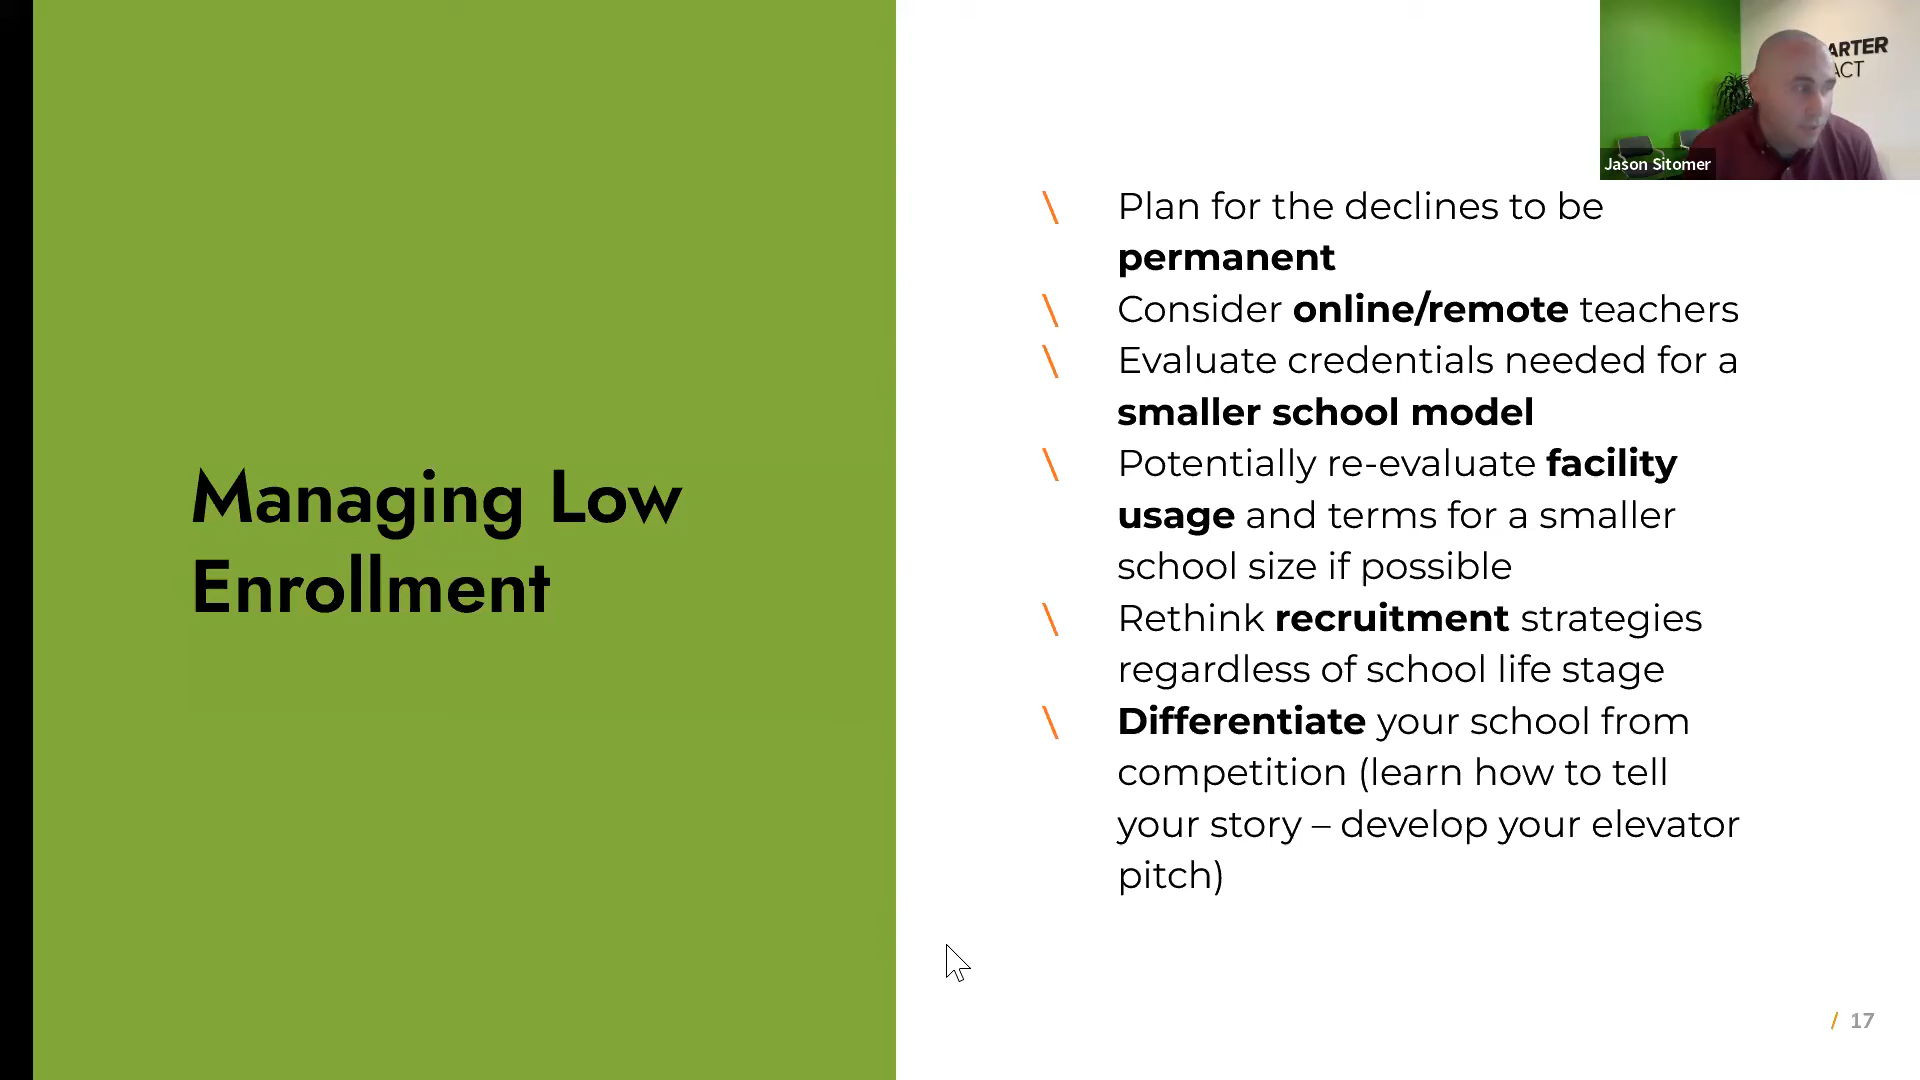 ARTER
ACT
Jason Sitomer
Managing Low
Enrollment
\ Plan for the declines to be
permanent
\ Consider online/remote teachers
\ Evaluate credentials needed for a
smaller school model
\ Potentially re-evaluate facility
usage and terms for a smaller
school size if possible
\ Rethink recruitment strategies
regardless of school life stage
\ Differentiate your school from
competition (learn how to tell
your story – develop your elevator
pitch)
/ 17